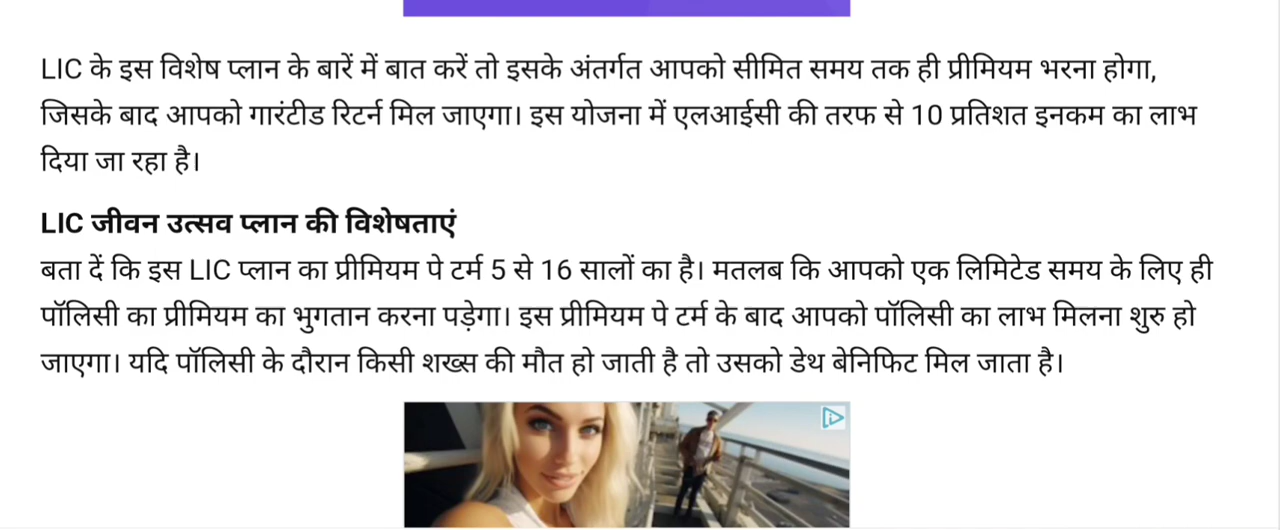 LIC के इस विशेष प्लान के बारें में बात करें तो इसके अंतर्गत आपको सीमित समय तक ही प्रीमियम भरना होगा,
जिसके बाद आपको गारंटीड रिटर्न मिल जाएगा। इस योजना में एलआईसी की तरफ से 10 प्रतिशत इनकम का लाभ
दिया जा रहा है।
LIC जीवन उत्सव प्लान की विशेषताएं
बता दें कि इस LIC प्लान का प्रीमियम पे टर्म 5 से 16 सालों का है। मतलब कि आपको एक लिमिटेड समय के लिए ही
पॉलिसी का प्रीमियम का भुगतान करना पड़ेगा। इस प्रीमियम पे टर्म के बाद आपको पॉलिसी का लाभ मिलना शुरु हो
जाएगा। यदि पॉलिसी के दौरान किसी शख्स की मौत हो जाती है तो उसको डेथ बेनिफिट मिल जाता है।